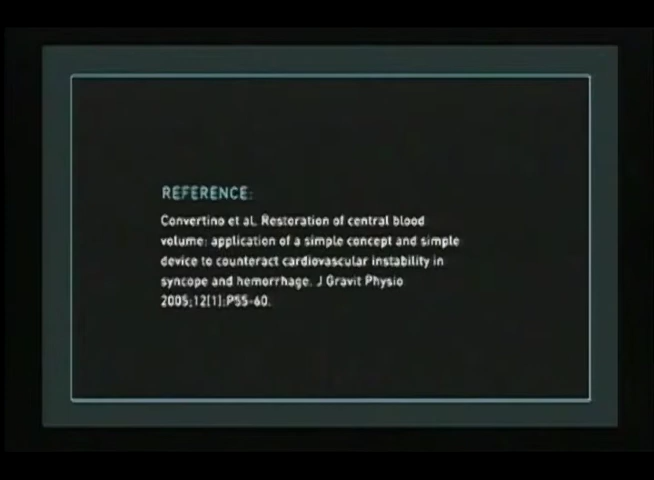 REFERENCE:
Convertino et al. Restoration of central blood
volume: application of a simple concept and simple
device to counteract cardiovascular instability in
syncope and hemorrhage. J Gravit Physio
2005;12(1):P55-60.